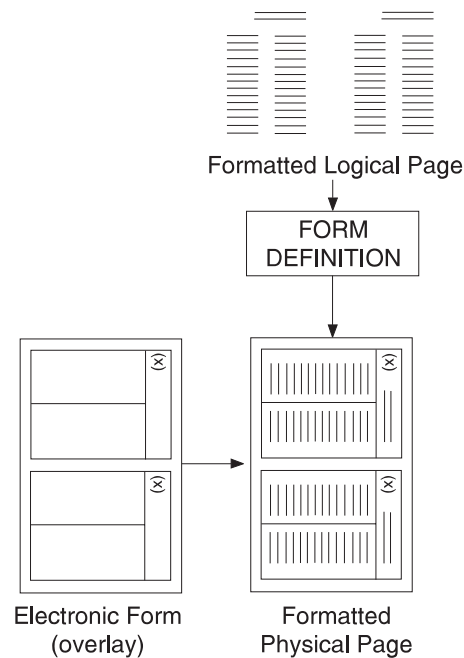 Formatted Logical Page
FORM
DEFINITION
(x)
(x)
(x)
(x)
Electronic Form
(overlay)
Formatted
Physical Page